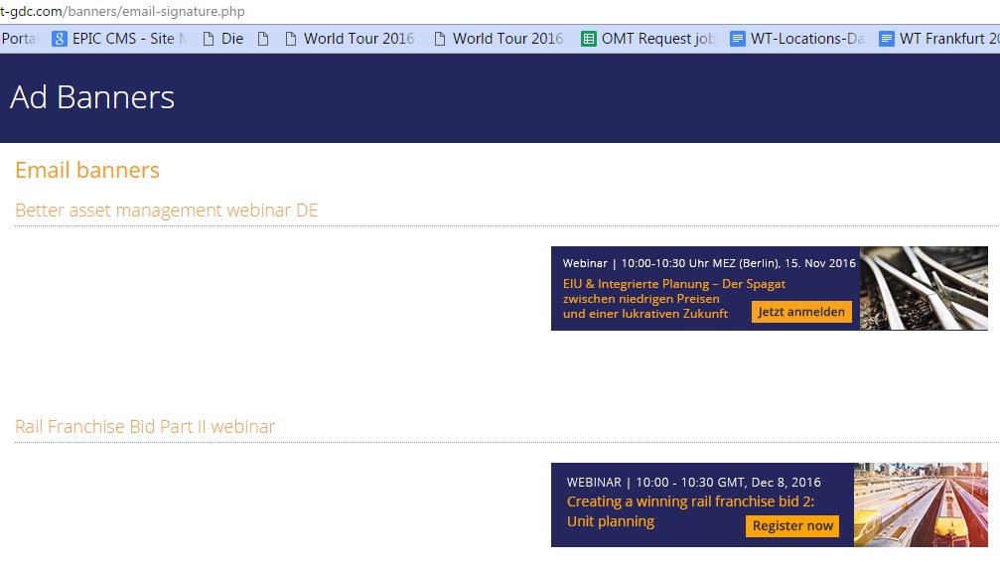 t-gdc.com/banners/email-signature.php
Porta EPIC CMS - Site M Die World Tour 2016 World Tour 2016 OMT Request job WT-Locations-Da WT Frankfurt 20
Ad Banners
Email banners
Better asset management webinar DE
Webinar | 10:00-10:30 Uhr MEZ (Berlin), 15. Nov 2016
EIU & Integrierte Planung – Der Spagat
zwischen niedrigen Preisen
und einer lukrativen Zukunft
Jetzt anmelden
Rail Franchise Bid Part II webinar
WEBINAR | 10:00 - 10:30 GMT, Dec 8, 2016
Creating a winning rail franchise bid 2:
Unit planning
Register now